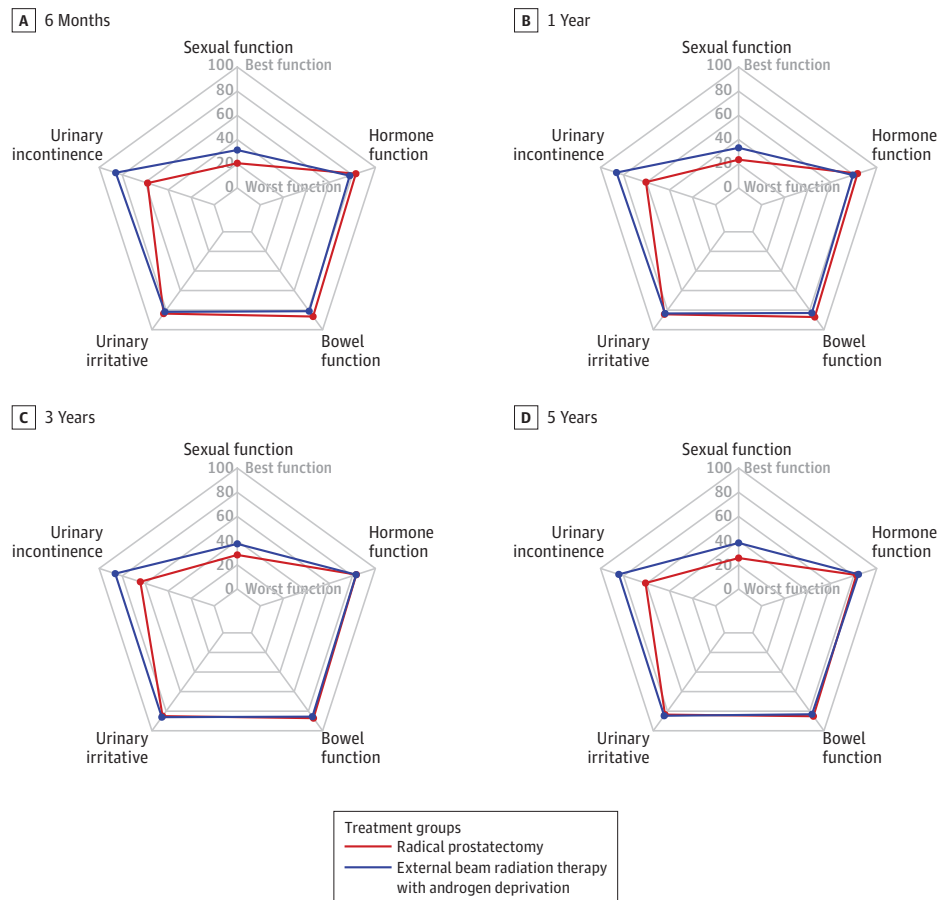 A 6 Months
Sexual function
100 Best function
80
60
40
20
0 Worst function
Urinary
incontinence
Hormone
function
Urinary
irritative
Bowel
function
B 1 Year
Sexual function
100 Best function
80
60
40
20
0 Worst function
Urinary
incontinence
Hormone
function
Urinary
irritative
Bowel
function
C 3 Years
Sexual function
100 Best function
80
60
40
20
0 Worst function
Urinary
incontinence
Hormone
function
Urinary
irritative
Bowel
function
D 5 Years
Sexual function
100 Best function
80
60
40
20
0 Worst function
Urinary
incontinence
Hormone
function
Urinary
irritative
Bowel
function
Treatment groups
Radical prostatectomy
External beam radiation therapy
with androgen deprivation